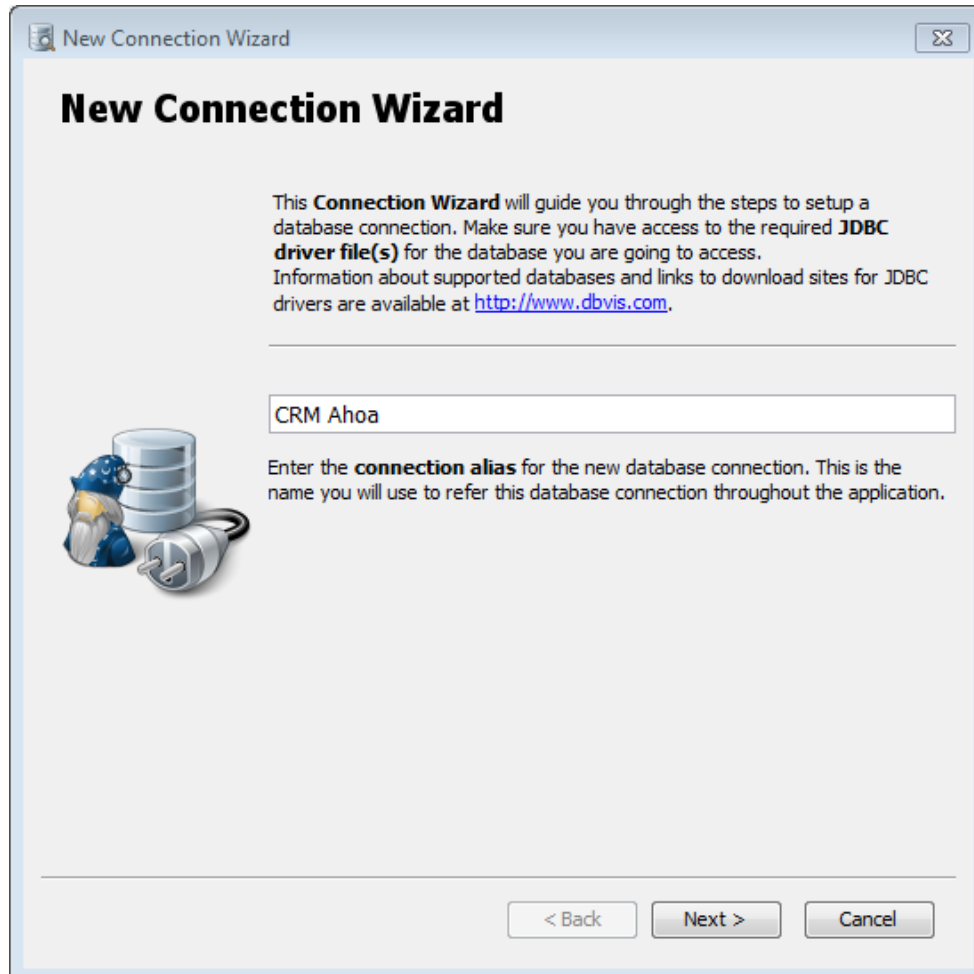 New Connection Wizard
New Connection Wizard
This Connection Wizard will guide you through the steps to setup a
database connection. Make sure you have access to the required JDBC
driver file(s) for the database you are going to access.
Information about supported databases and links to download sites for JDBC
drivers are available at http://www.dbvis.com.
CRM Ahoa
Enter the connection alias for the new database connection. This is the
name you will use to refer this database connection throughout the application.
< Back Next > Cancel